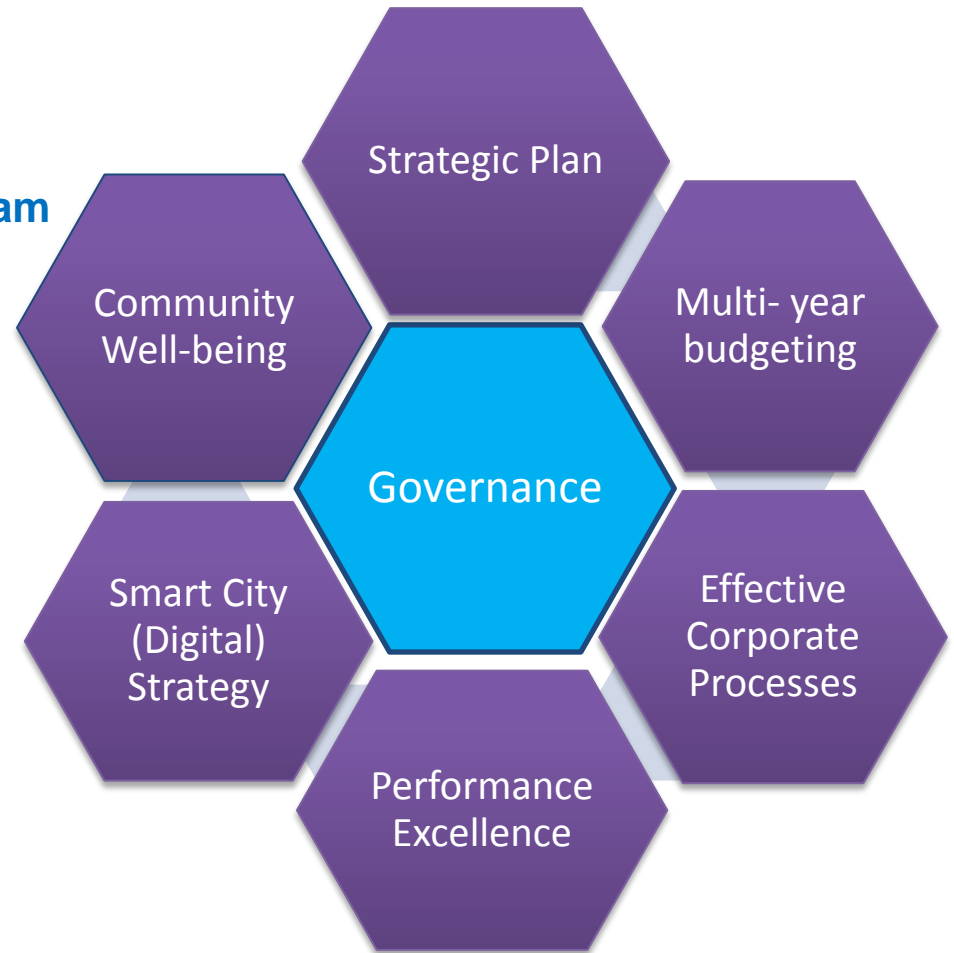 Strategic Plan
am
Community
Well-being
Multi- year
budgeting
Governance
Smart City
(Digital)
Strategy
Effective
Corporate
Processes
Performance
Excellence